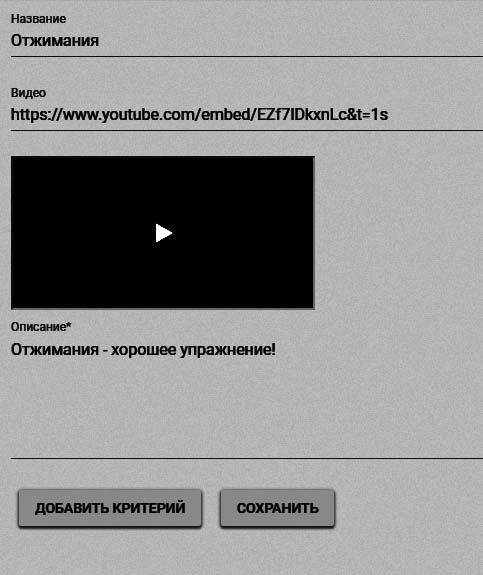 Название
Отжимания
Видео
https://www.youtube.com/embed/EZf7IDkxnLc&t=1s
Описание*
Отжимания - хорошее упражнение!
ДОБАВИТЬ КРИТЕРИЙ
СОХРАНИТЬ